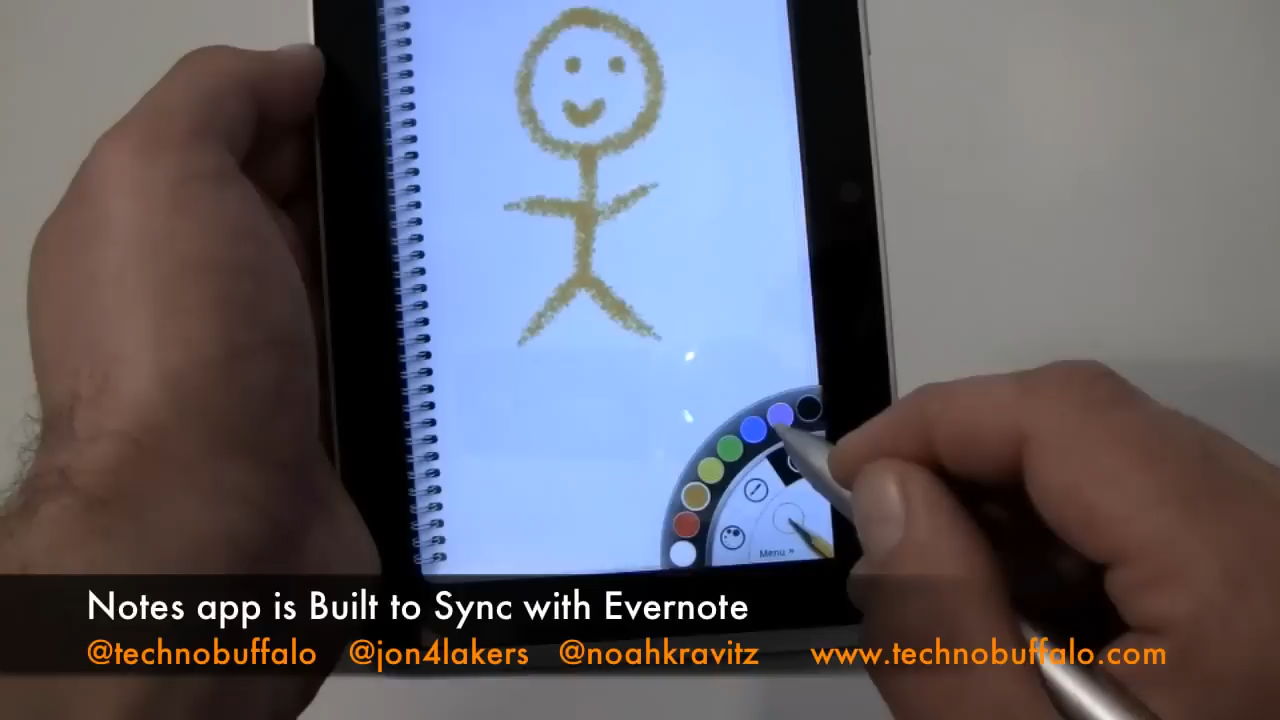 Menu »
Notes app is Built to Sync with Evernote
@technobuffalo @jon4lakers @noahkravitz www.technobuffalo.com